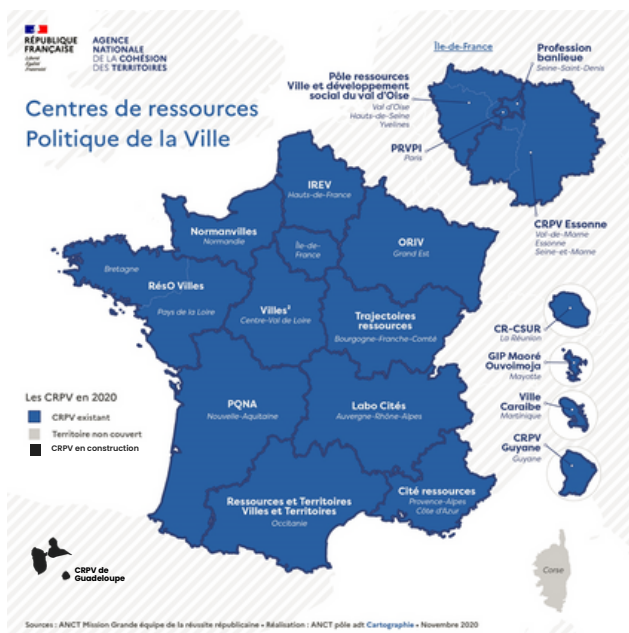 RÉPUBLIQUE
FRANÇAISE
Liberté
Égalité
Fraternité
AGENCE
NATIONALE
DE LA COHÉSION
DES TERRITOIRES
Centres de ressources
Politique de la Ville
Île-de-France
Profession
banlieue
Seine-Saint-Denis
Pôle ressources
Ville et développement
social du val d'Oise
Val d'Oise
Hauts-de-Seine
Yvelines
PRVPI
Paris
CRPV Essonne
Val-de-Marne
Essonne
Seine-et-Marne
IREV
Hauts-de-France
Normanvilles
Normandie
Île-de-
France
ORIV
Grand Est
Bretagne
RésO Villes
Pays de la Loire
Villes²
Centre-Val de Loire
Trajectoires
ressources
Bourgogne-Franche-Comté
CR-CSUR
La Réunion
GIP Maoré
Ouvoimoja
Mayotte
Ville
Caraibe
Martinique
CRPV
Guyane
Guyane
Les CRPV en 2020
CRPV existant
Territoire non couvert
CRPV en construction
PQNA
Nouvelle-Aquitaine
Labo Cités
Auvergne-Rhône-Alpes
Ressources et Territoires
Villes et Territoires
Occitanie
Cité ressources
Provence-Alpes
Côte d'Azur
CRPV de
Guadeloupe
Corse
Sources : ANCT Mission Grande équipe de la réussite républicaine • Réalisation : ANCT pôle adt Cartographie • Novembre 2020